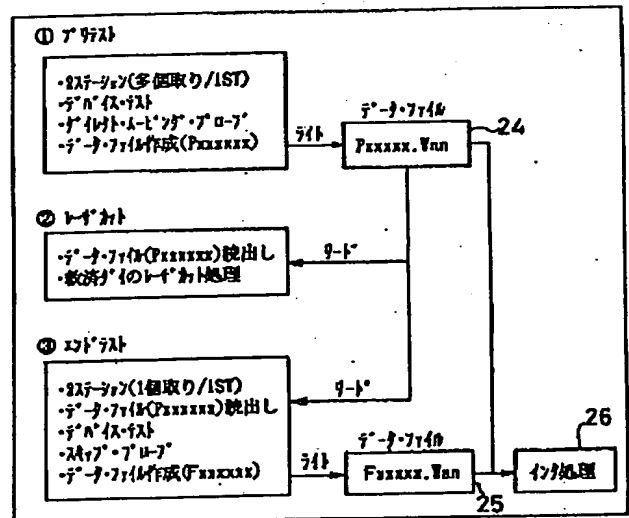 ① プリテスト
・8ステーション(多個取り/1ST)
・デバイス・テスト
・ダイレクト・ムービング・プローブ
・データ・ファイル作成(Pxxxxxx)
ライト
データ・ファイル
24
Pxxxxx.Wnn
② レーザカット
・データ・ファイル(Pxxxxxx)読出し
・救済ダイのレーザカット処理
リード
③ エンドテスト
・8ステーション(1個取り/1ST)
・データ・ファイル(Pxxxxxx)読出し
・デバイス・テスト
・スキップ・プローブ
・データ・ファイル作成(Fxxxxxx)
リード
ライト
データ・ファイル
Fxxxxx.Wnn
25
26
インク処理